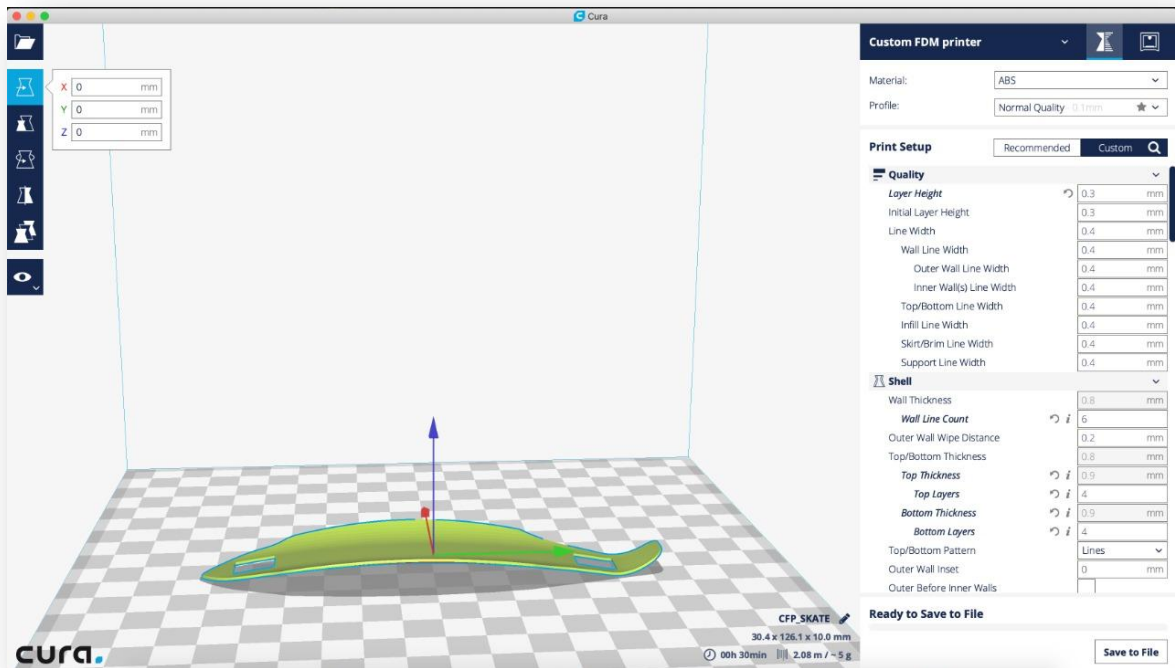 Cura
X 0 mm
Y 0 mm
Z 0 mm
Custom FDM printer
Material: ABS
Profile: Normal Quality - 0.1mm
Print Setup Recommended Custom
Quality
Layer Height 0.3 mm
Initial Layer Height 0.3 mm
Line Width 0.4 mm
Wall Line Width 0.4 mm
Outer Wall Line Width 0.4 mm
Inner Wall(s) Line Width 0.4 mm
Top/Bottom Line Width 0.4 mm
Infill Line Width 0.4 mm
Skirt/Brim Line Width 0.4 mm
Support Line Width 0.4 mm
Shell
Wall Thickness 0.8 mm
Wall Line Count i 6
Outer Wall Wipe Distance 0.2 mm
Top/Bottom Thickness 0.8 mm
Top Thickness i 0.9 mm
Top Layers i 4
Bottom Thickness i 0.9 mm
Bottom Layers i 4
Top/Bottom Pattern Lines
Outer Wall Inset 0 mm
Outer Before Inner Walls
CFP_SKATE
30.4 x 126.1 x 10.0 mm
00h 30min 2.08 m / ~ 5 g
Ready to Save to File
Save to File
cura.